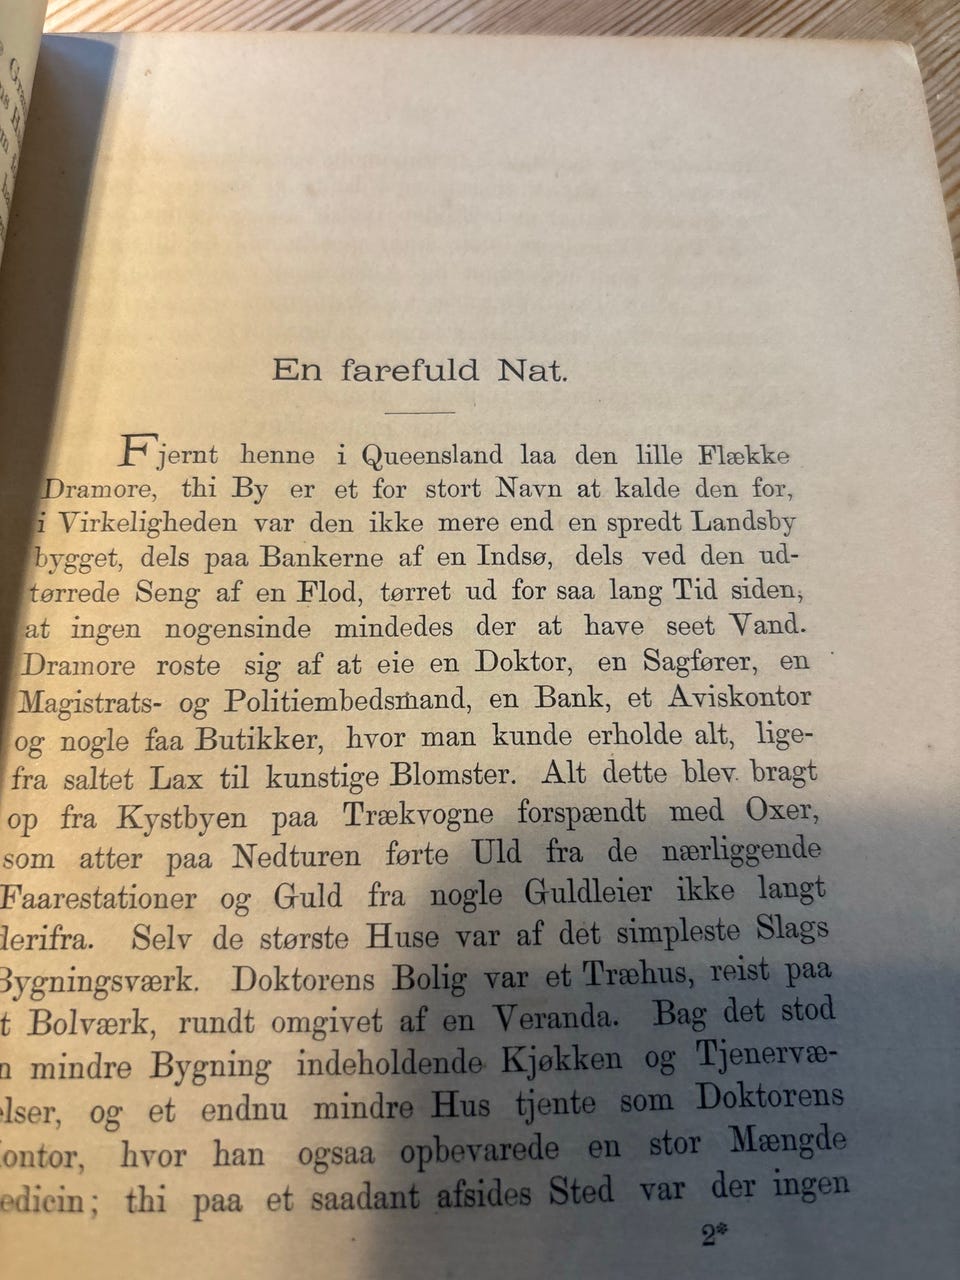 En farefuld Nat.
Fjernt henne i Queensland laa den lille Flække
Dramore, thi By er et for stort Navn at kalde den for,
i Virkeligheden var den ikke mere end en spredt Landsby
bygget, dels paa Bankerne af en Indsø, dels ved den ud-
tørrede Seng af en Flod, tørret ud for saa lang Tid siden,
at ingen nogensinde mindedes der at have seet Vand.
Dramore roste sig af at eie en Doktor, en Sagfører, en
Magistrats- og Politiembedsmand, en Bank, et Aviskontor
og nogle faa Butikker, hvor man kunde erholde alt, lige-
fra saltet Lax til kunstige Blomster. Alt dette blev bragt
op fra Kystbyen paa Trækvogne forspændt med Oxer,
som atter paa Nedturen førte Uld fra de nærliggende
Faarestationer og Guld fra nogle Guldleier ikke langt
derifra. Selv de største Huse var af det simpleste Slags
Bygningsværk. Doktorens Bolig var et Træhus, reist paa
t Bolværk, rundt omgivet af en Veranda. Bag det stod
n mindre Bygning indeholdende Kjøkken og Tjenervæ-
elser, og et endnu mindre Hus tjente som Doktorens
ontor, hvor han ogsaa opbevarede en stor Mængde
edicin; thi paa et saadant afsides Sted var der ingen
2*